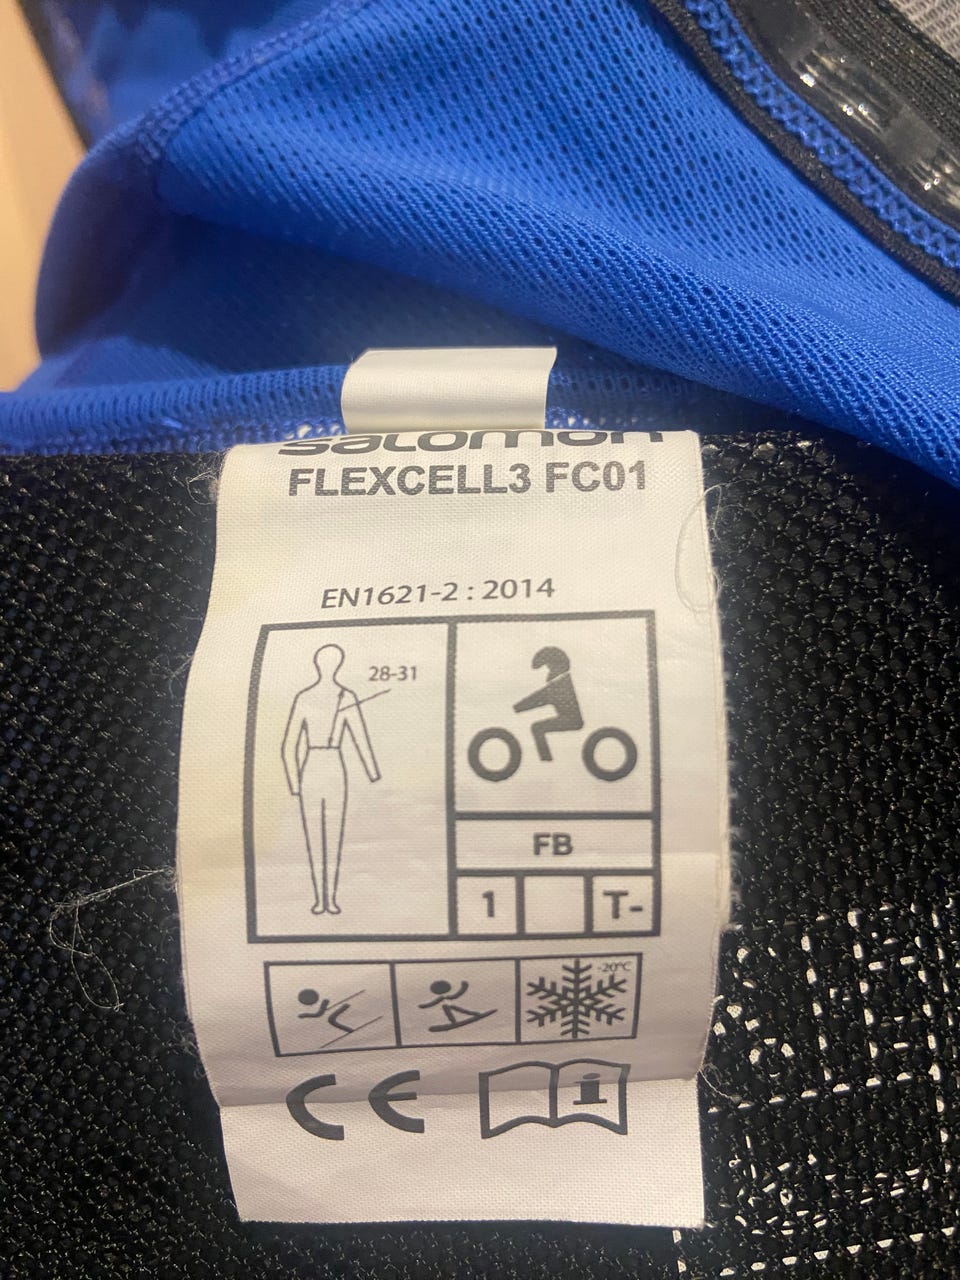 salomon
FLEXCELL3 FC01
EN1621-2 : 2014
28-31
FB
1 T-
-20°C
CE
i